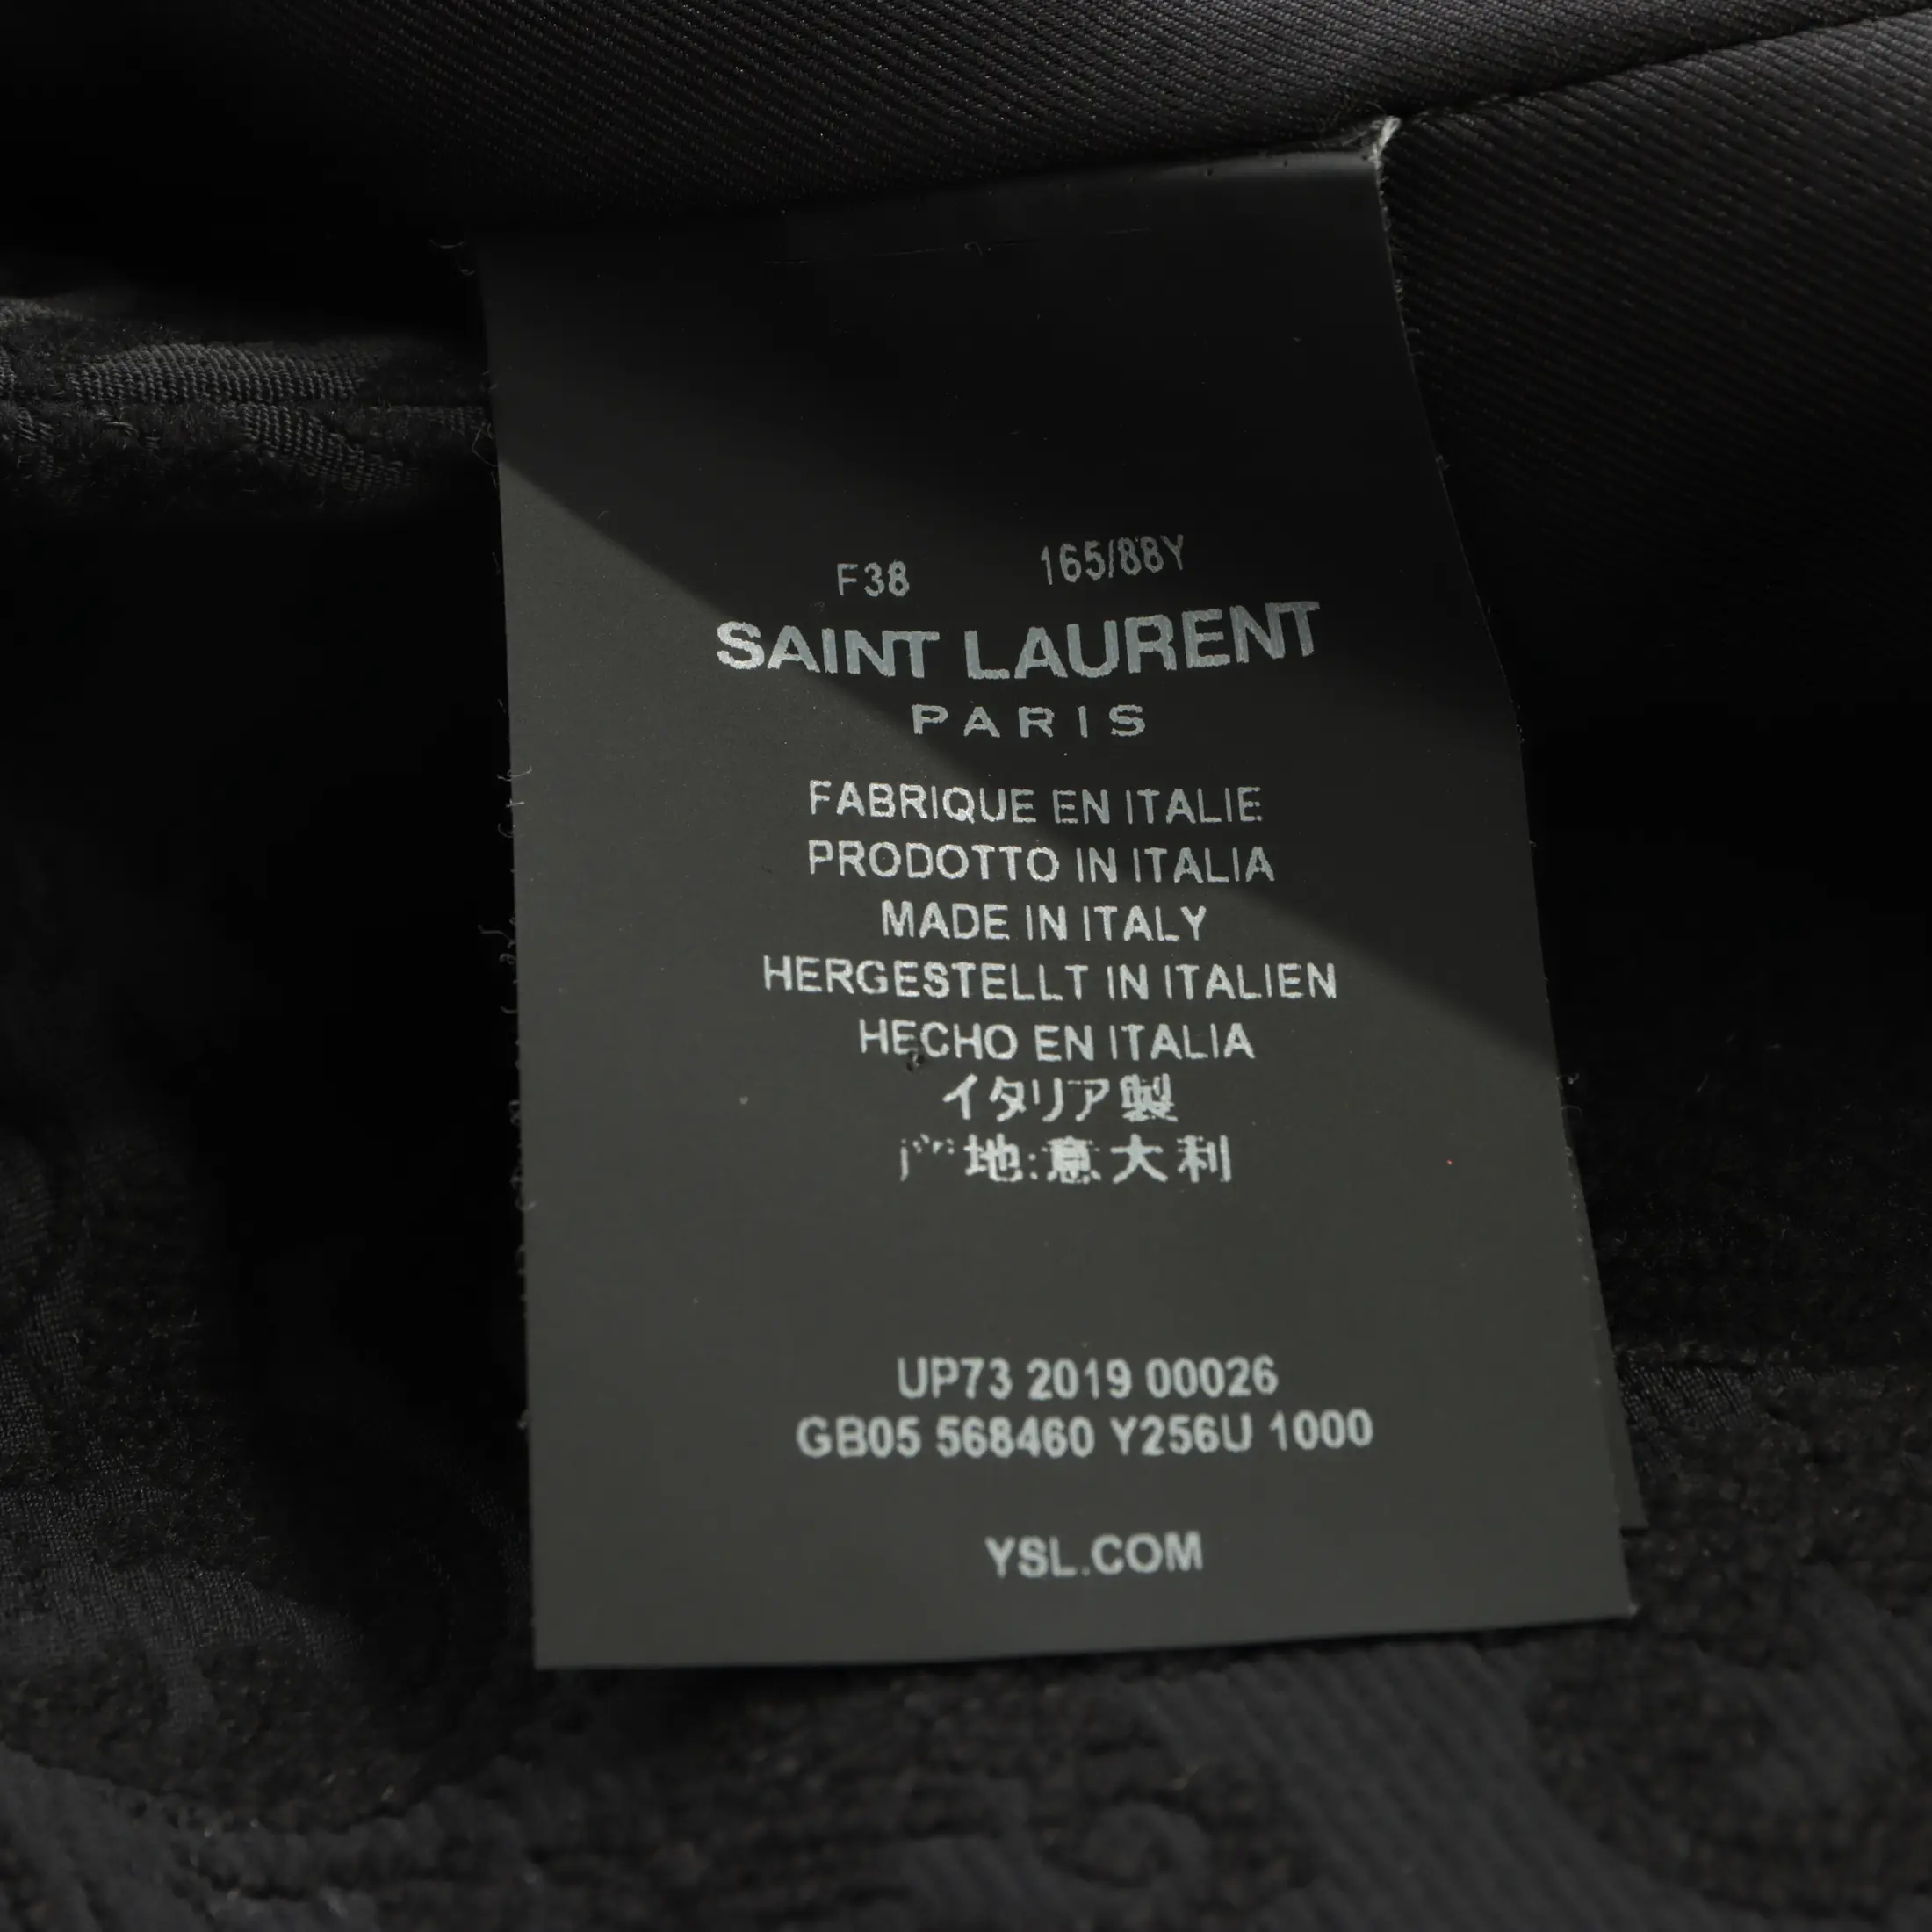 F38 165/88Y
SAINT LAURENT
PARIS
FABRIQUE EN ITALIE
PRODOTTO IN ITALIA
MADE IN ITALY
HERGESTELLT IN ITALIEN
HECHO EN ITALIA
イタリア製
地:意大利
UP73 2019 00026
GB05 568460 Y256U 1000
YSL.COM